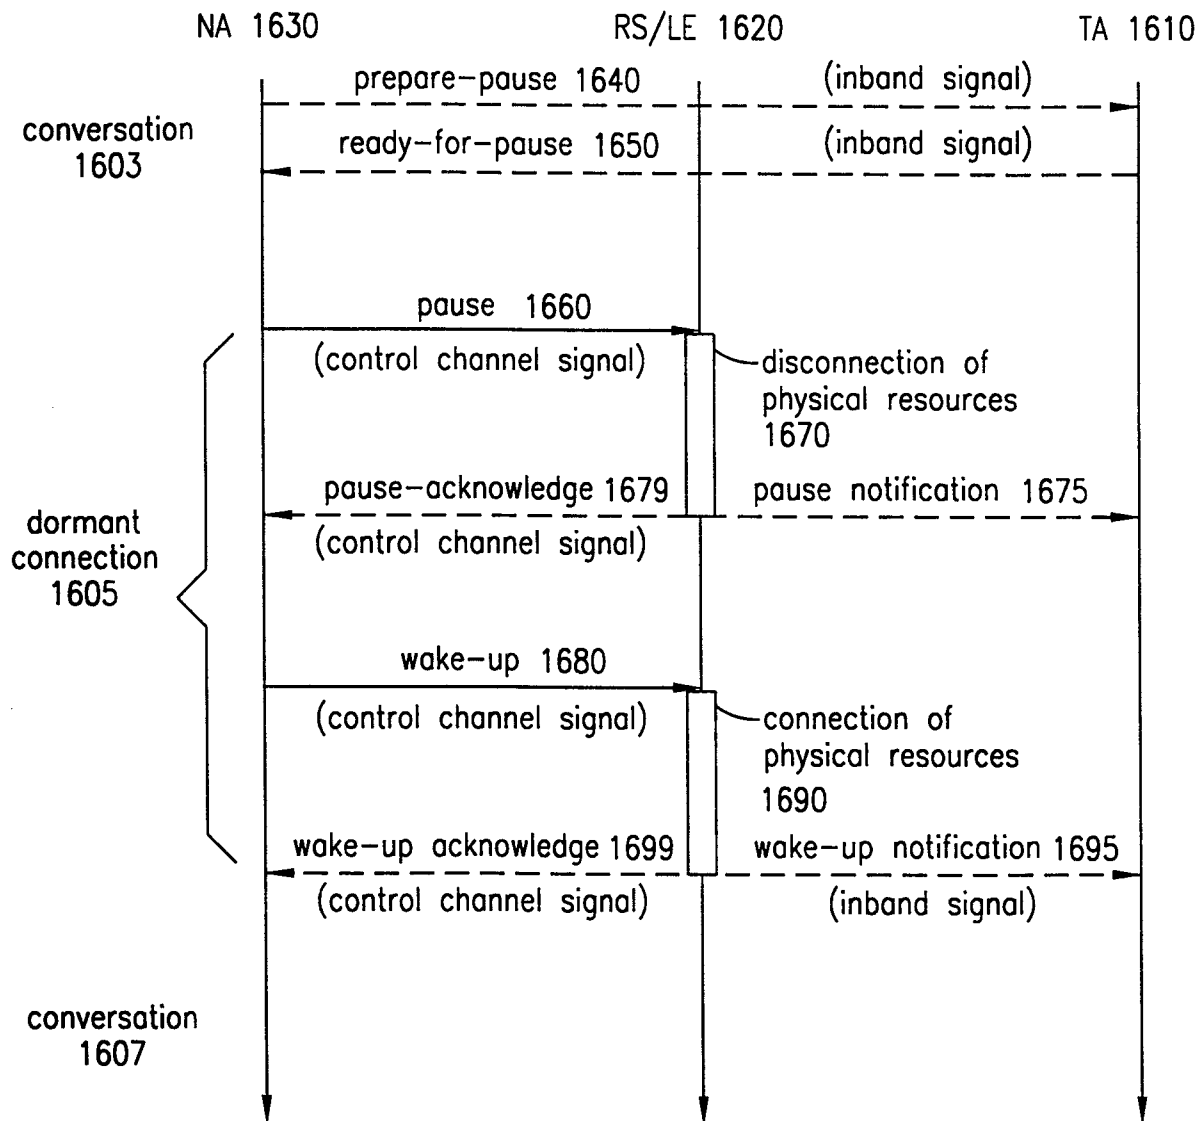 NA 1630
RS/LE 1620
TA 1610
prepare-pause 1640
(inband signal)
conversation
1603
ready-for-pause 1650
(inband signal)
pause 1660
(control channel signal)
disconnection of
physical resources
1670
pause-acknowledge 1679
pause notification 1675
(control channel signal)
dormant
connection
1605
wake-up 1680
(control channel signal)
connection of
physical resources
1690
wake-up acknowledge 1699
wake-up notification 1695
(control channel signal)
(inband signal)
conversation
1607